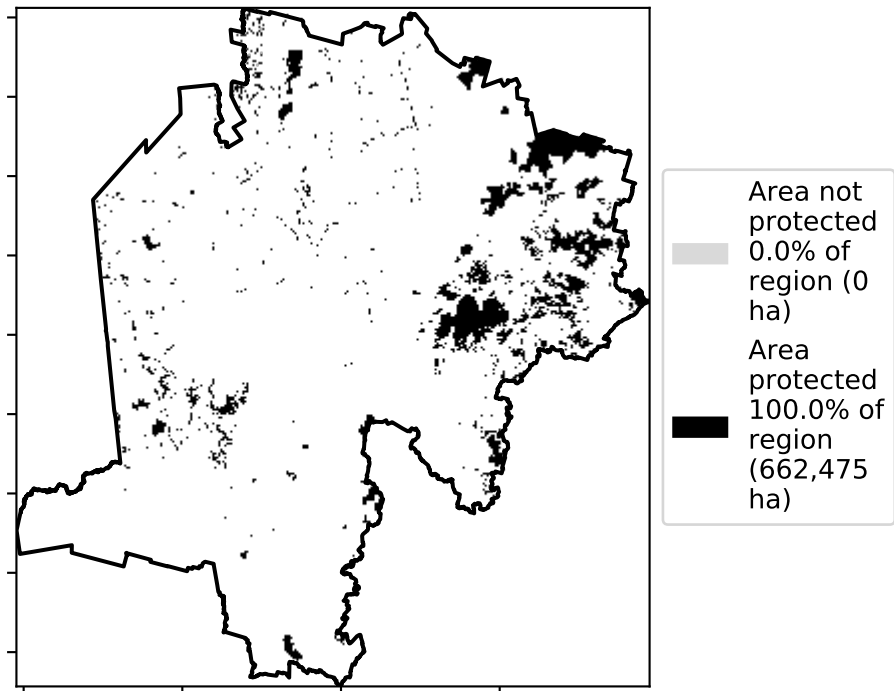 Area not
protected
0.0% of
region (0
ha)
Area
protected
100.0% of
region
(662,475
ha)